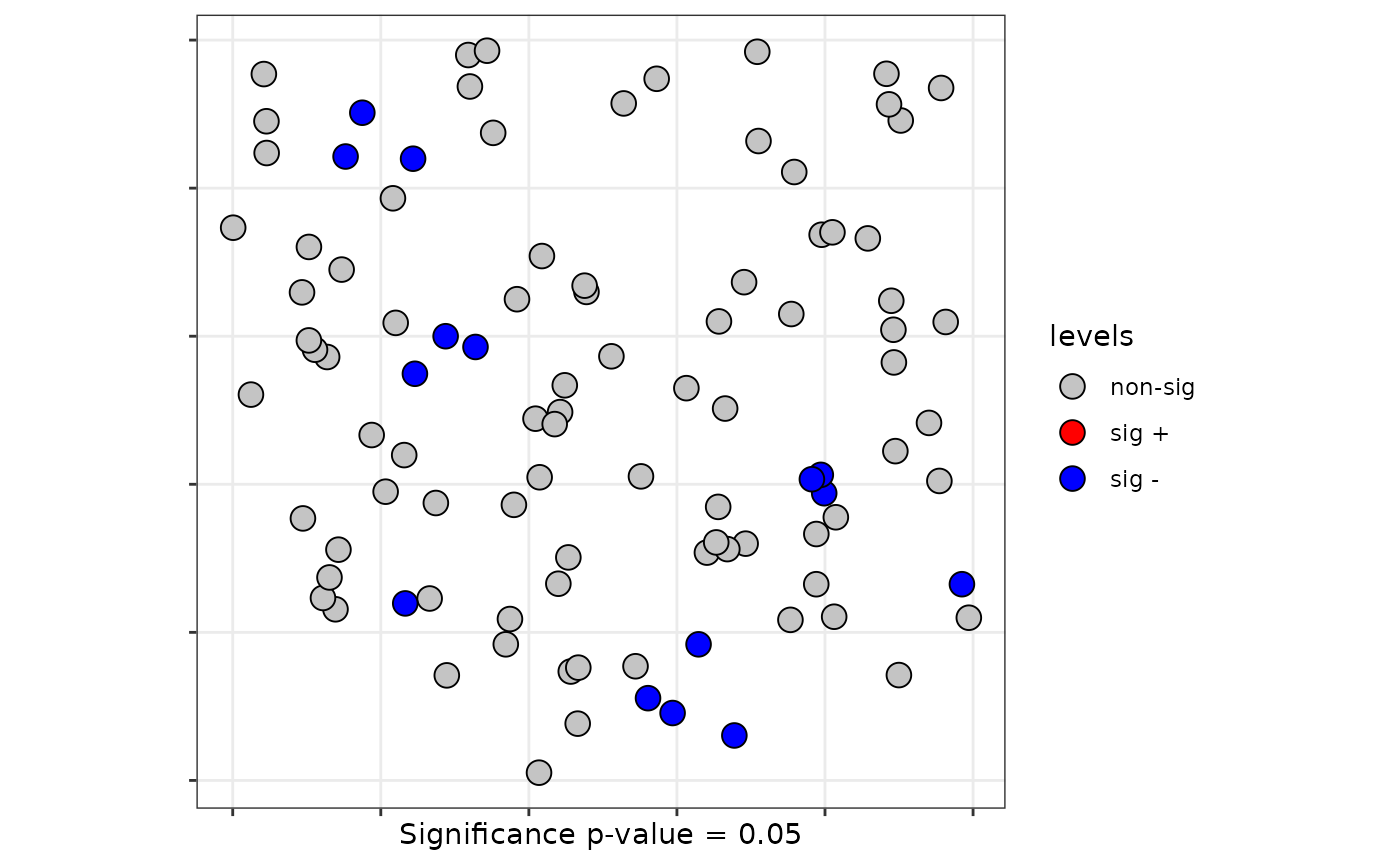 levels
non-sig
sig +
sig -
Significance p-value = 0.05